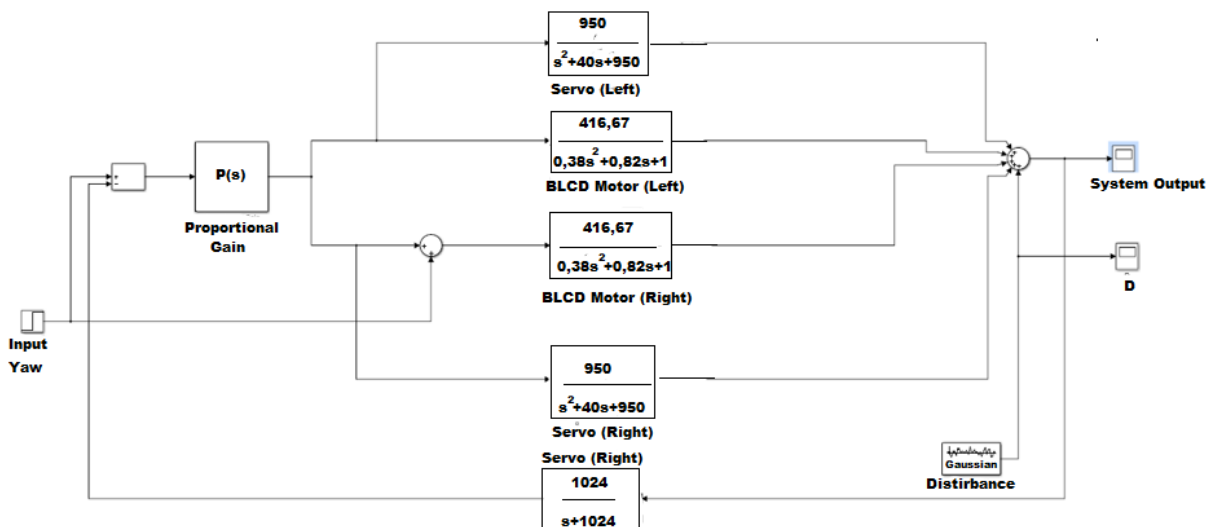 950
s²+40s+950
Servo (Left)
416,67
0,38s²+0,82s+1
BLCD Motor (Left)
P(s)
Proportional
Gain
System Output
416,67
0,38s²+0,82s+1
BLCD Motor (Right)
D
Input
Yaw
950
s²+40s+950
Servo (Right)
Servo (Right)
Gaussian
Distirbance
1024
s+1024